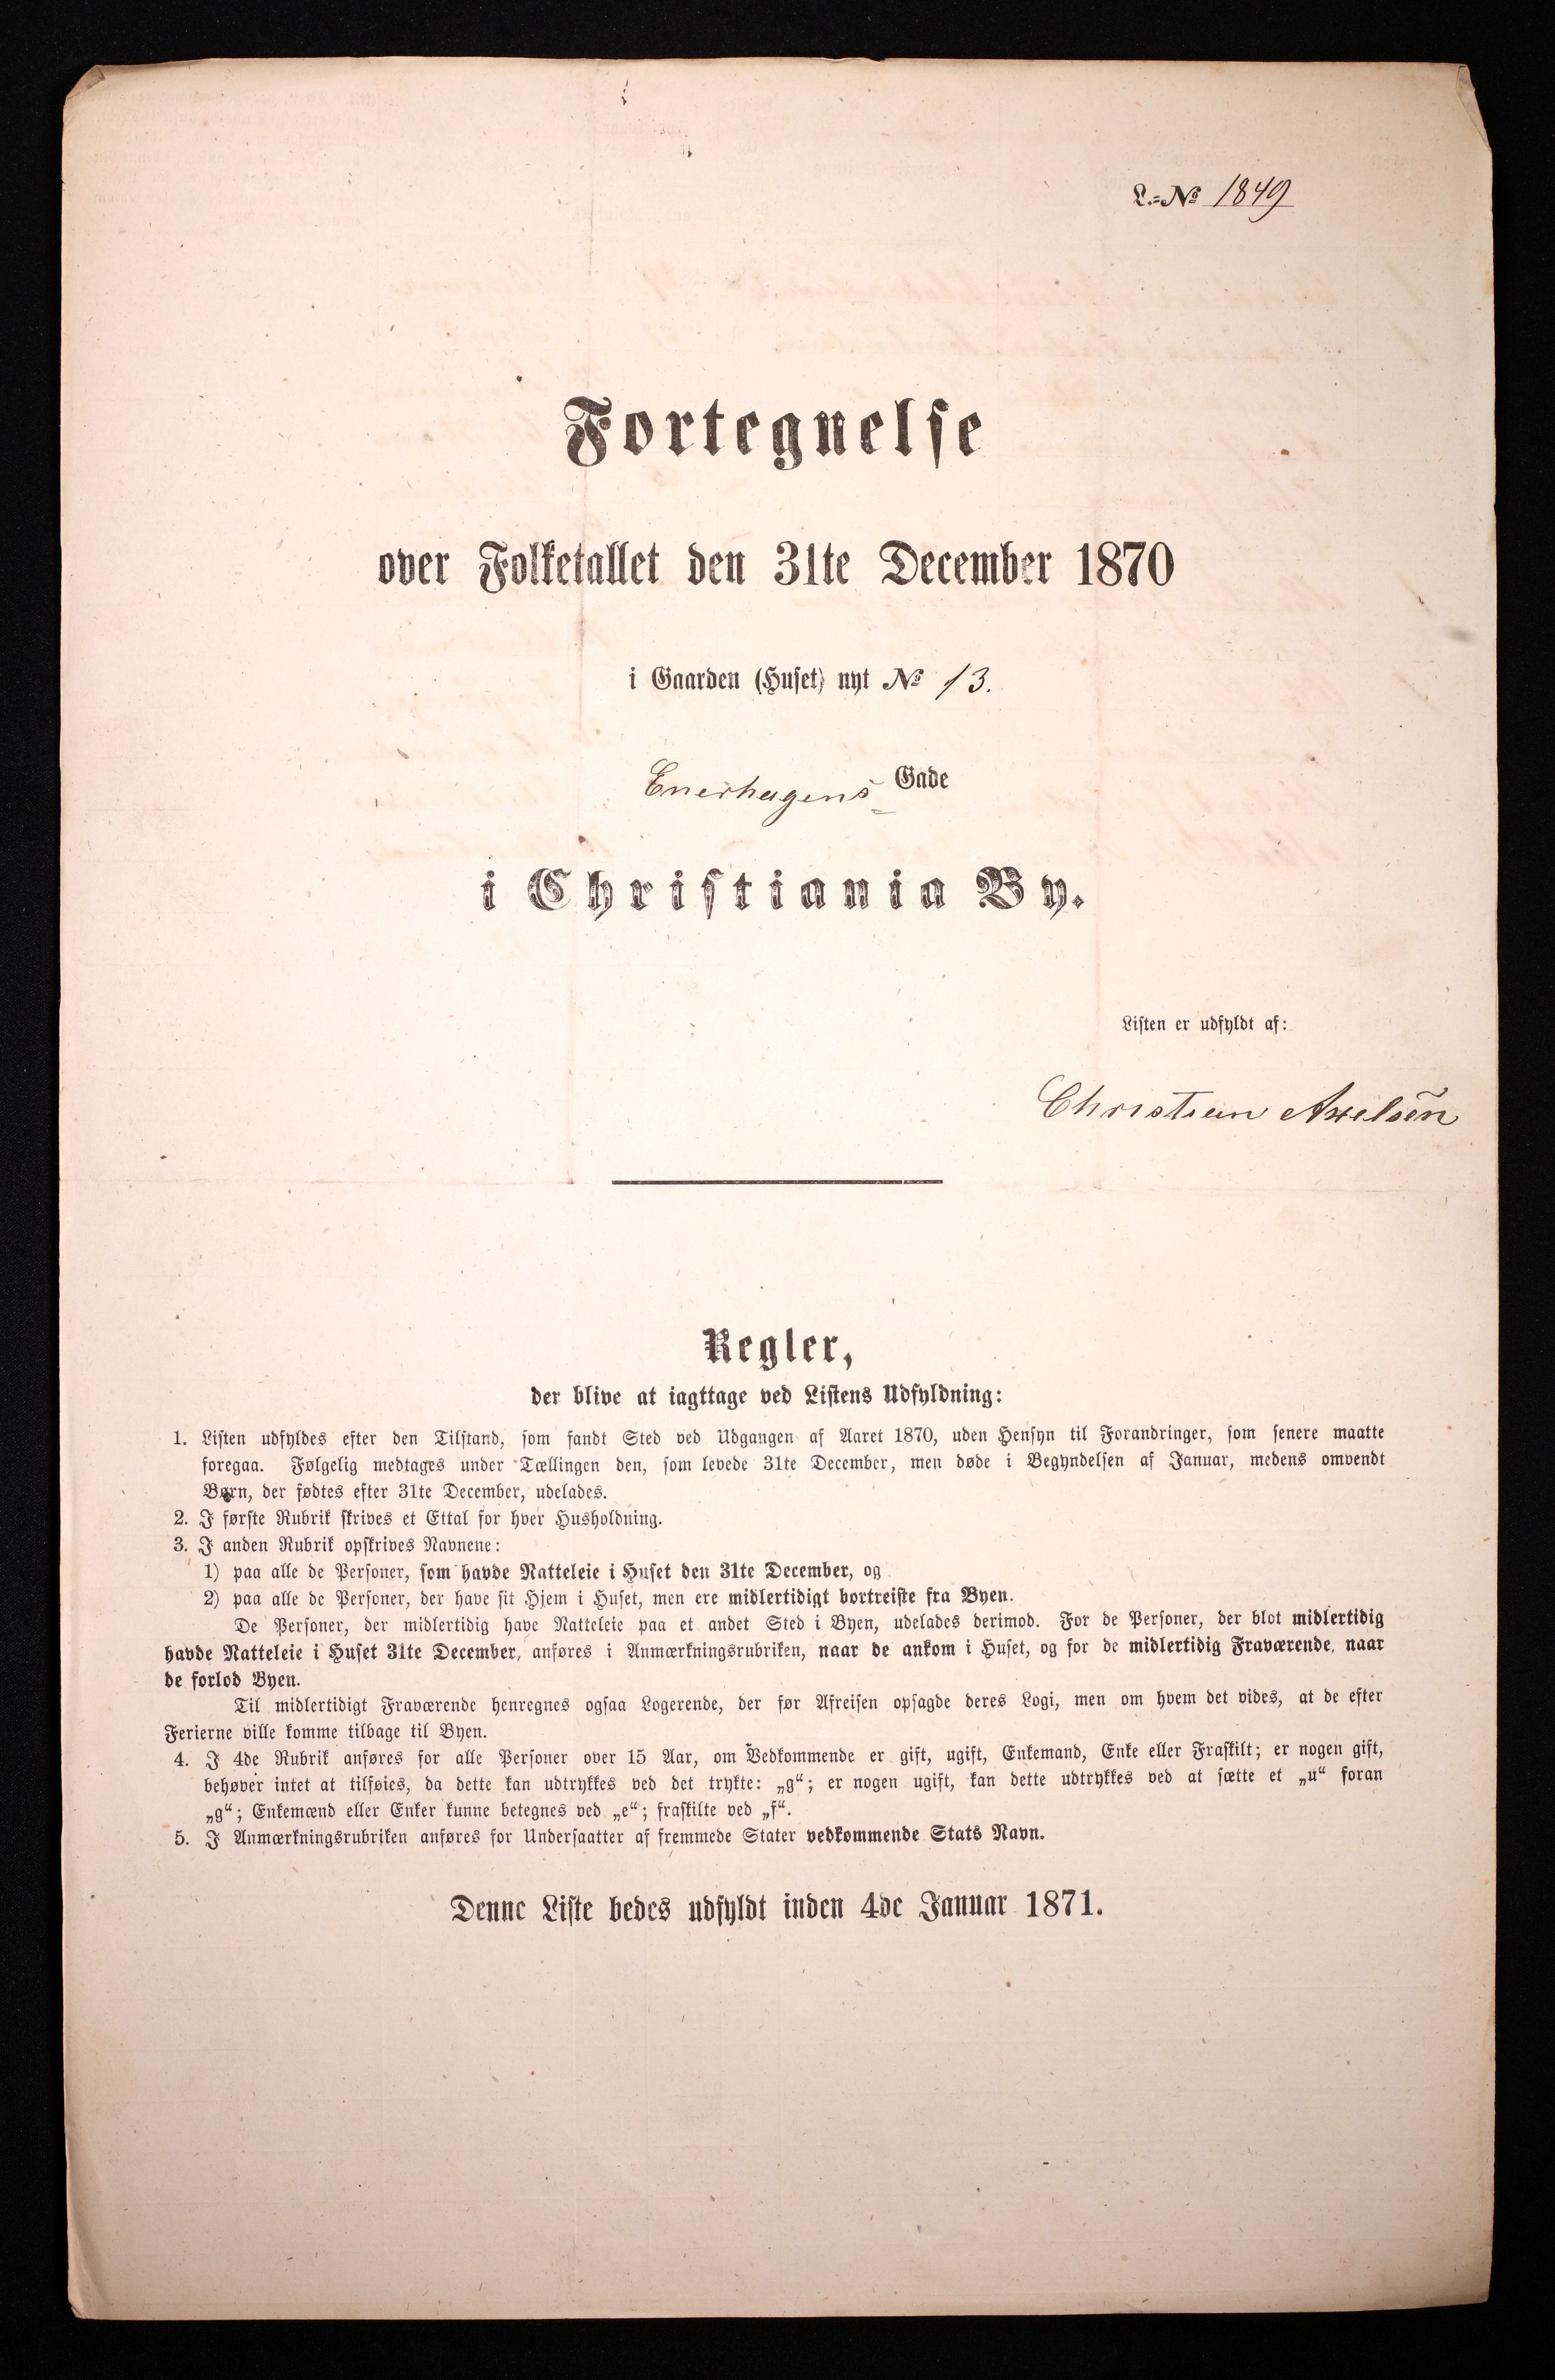 L.=№ 1849
Fortegnelse
over Folketallet den 31te December 1870
i Gaarden (Huset) nyt № 13.
Enerhagens Gade
i Christiania By.
Listen er udfyldt af:
Christian Axelsen
Regler,
der blive at iagttage ved Listens Udfyldning:
1. Listen udfyldes efter den Tilstand, som fandt Sted ved Udgangen af Aaret 1870, uden Hensyn til Forandringer, som senere maatte
foregaa. Følgelig medtages under Tællingen den, som levede 31te December, men døde i Begyndelsen af Januar, medens omvendt
Børn, der fødtes efter 31te December, udelades.
2. I første Rubrik skrives et Ettal for hver Husholdning.
3. I anden Rubrik opskrives Navnene:
1) paa alle de Personer, som havde Natteleie i Huset den 31te December, og
2) paa alle de Personer, der have sit Hjem i Huset, men ere midlertidigt bortreiste fra Byen.
De Personer, der midlertidig have Natteleie paa et andet Sted i Byen, udelades derimod. For de Personer, der blot midlertidig
havde Natteleie i Huset 31te December, anføres i Anmærkningsrubriken, naar de ankom i Huset, og for de midlertidig Fraværende, naar
de forlod Byen.
Til midlertidigt Fraværende henregnes ogsaa Logerende, der før Afreisen opsagde deres Logi, men om hvem det vides, at de efter
Ferierne ville komme tilbage til Byen.
4. I 4de Rubrik anføres for alle Personer over 15 Aar, om Vedkommende er gift, ugift, Enkemand, Enke eller Fraskilt; er nogen gift,
behøver intet at tilføies, da dette kan udtrykkes ved det trykte: „g“; er nogen ugift, kan dette udtrykkes ved at sætte et „u“ foran
„g“; Enkemænd eller Enker kunne betegnes ved „e“; fraskilte ved „f“.
5. I Anmærkningsrubriken anføres for Undersaatter af fremmede Stater vedkommende Stats Navn.
Denne Liste bedes udfyldt inden 4de Januar 1871.